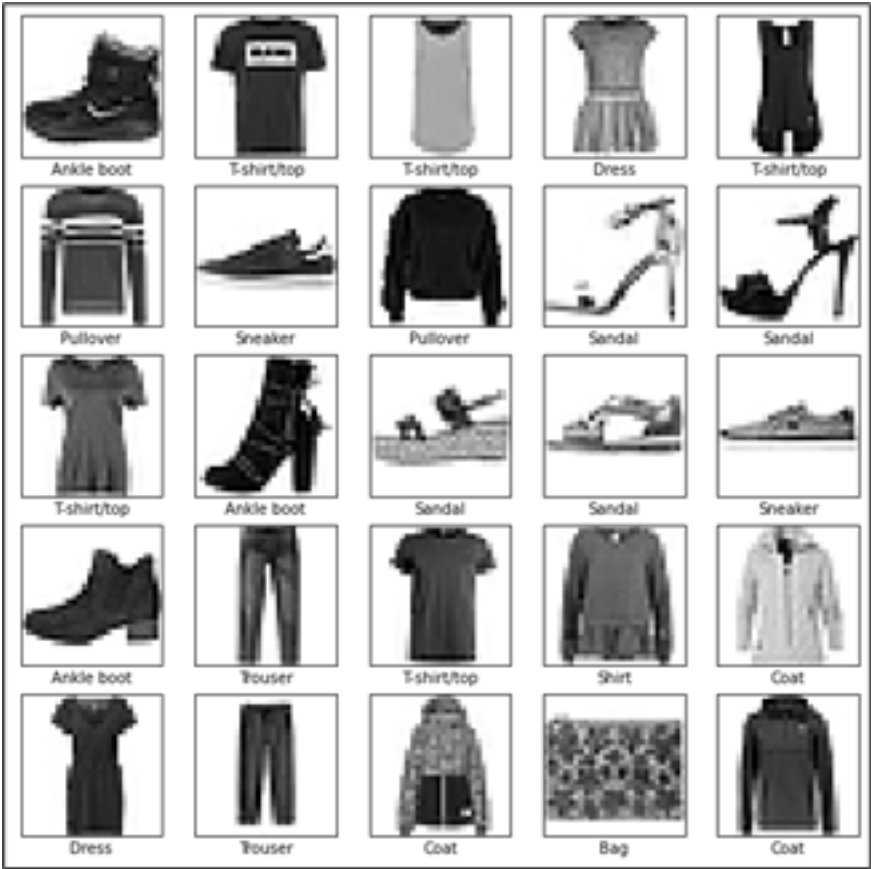 Ankle boot T-shirt/top T-shirt/top Dress T-shirt/top
Pullover Sneaker Pullover Sandal Sandal
T-shirt/top Ankle boot Sandal Sandal Sneaker
Ankle boot Trouser T-shirt/top Shirt Coat
Dress Trouser Coat Bag Coat